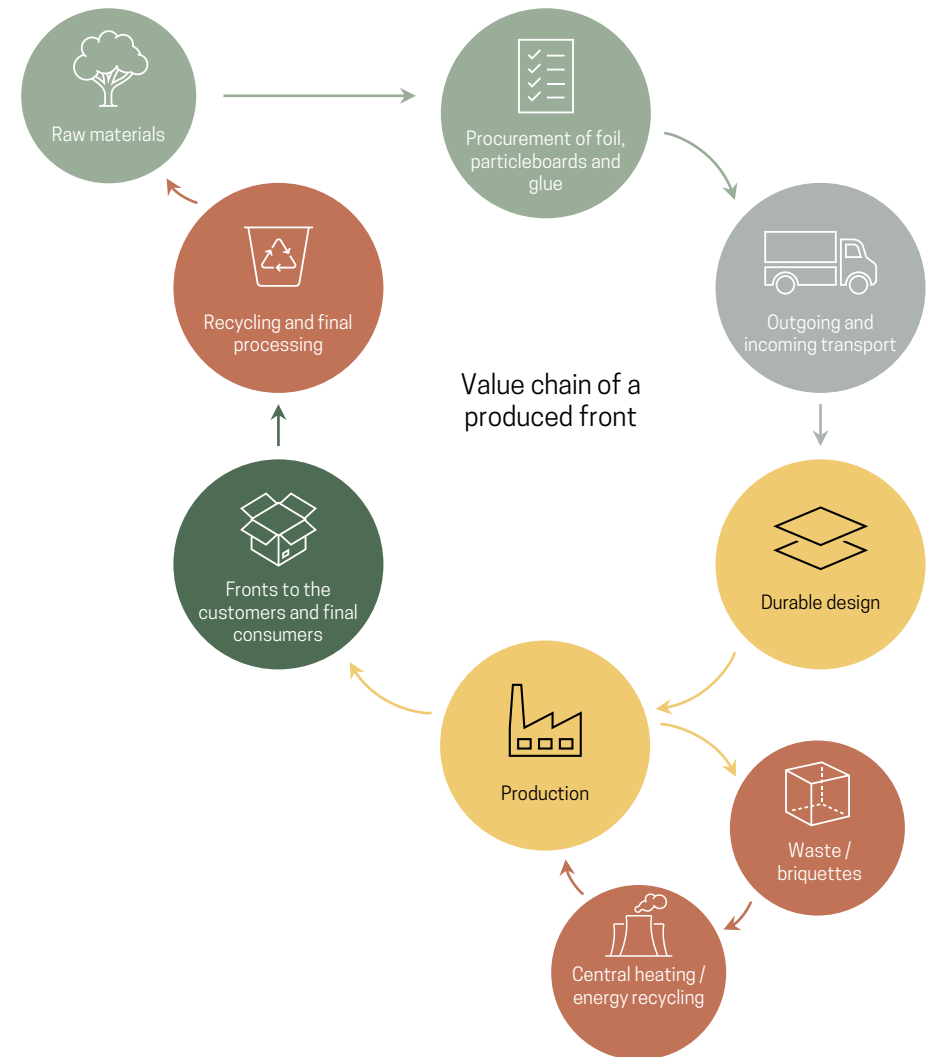 Raw materials
Procurement of foil,
particleboards and
glue
Outgoing and
incoming transport
Durable design
Production
Waste /
briquettes
Central heating /
energy recycling
Fronts to the
customers and final
consumers
Recycling and final
processing
Value chain of a
produced front